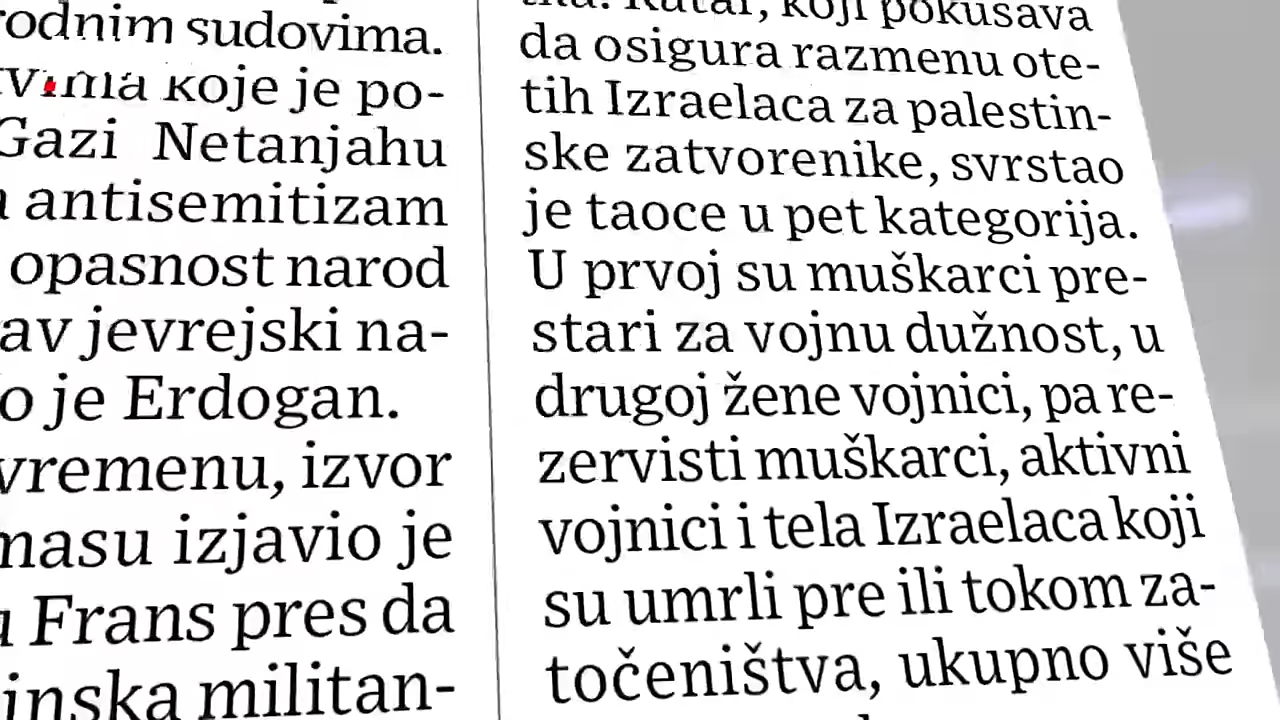 rodnim sudovima.
koje je po-
Gazi Netanjahu
antisemitizam
opasnost narod
av jevrejski na-
o je Erdogan.
vremenu, izvor
masu izjavio je
Frans pres da
inska militan-
Katar, koji pokušava
da osigura razmenu ote-
tih Izraelaca za palestin-
ske zatvorenike, svrstao
je taoce u pet kategorija.
U prvoj su muškarci pre-
stari za vojnu dužnost, u
drugoj žene vojnici, pa re-
zervisti muškarci, aktivni
vojnici i tela Izraelaca koji
su umrli pre ili tokom za-
točeništva, ukupno više